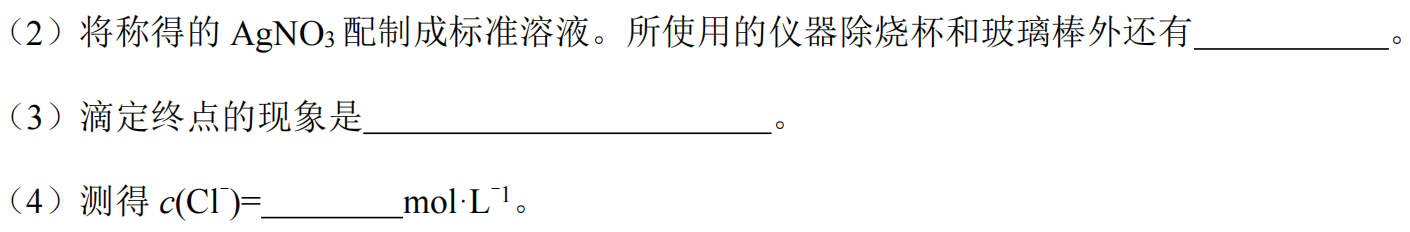 （2）将称得的 AgNO₃ 配制成标准溶液。所使用的仪器除烧杯和玻璃棒外还有____________。
（3）滴定终点的现象是__________________________。
（4）测得 c(Cl⁻)=_________mol·L⁻¹。